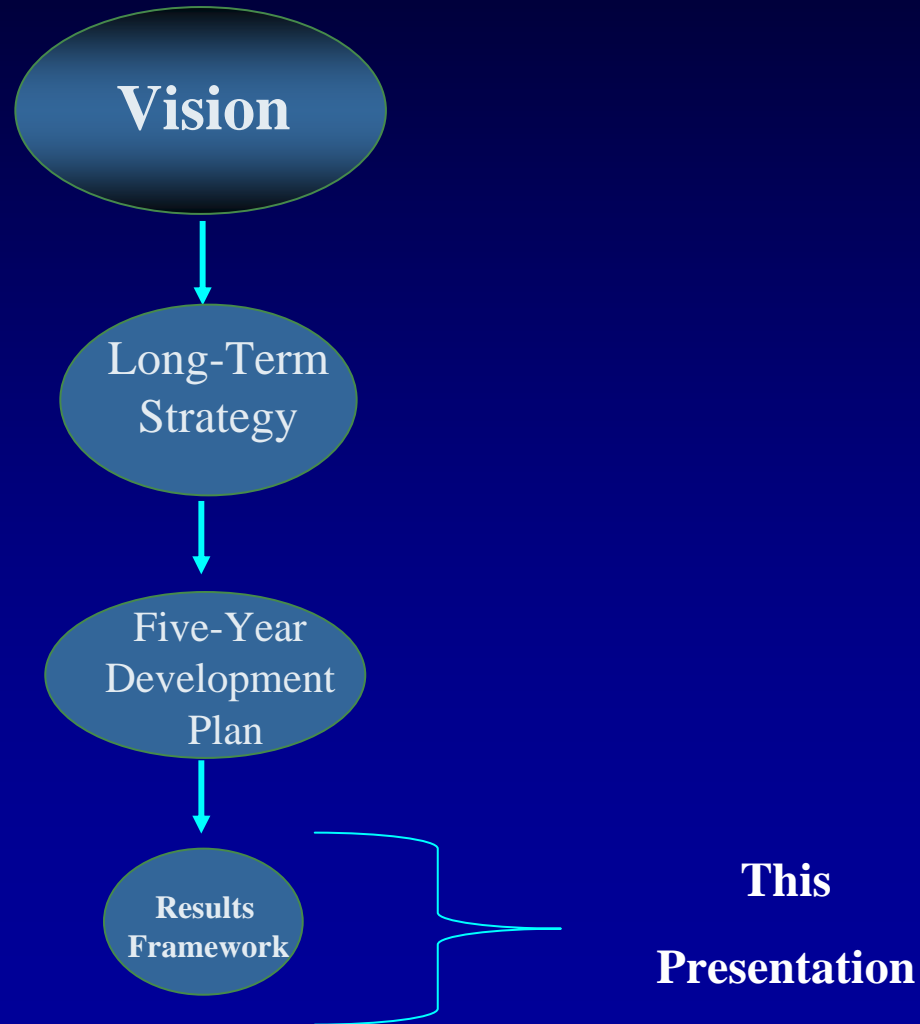 Vision
Long-Term
Strategy
Five-Year
Development
Plan
Results
Framework
This
Presentation